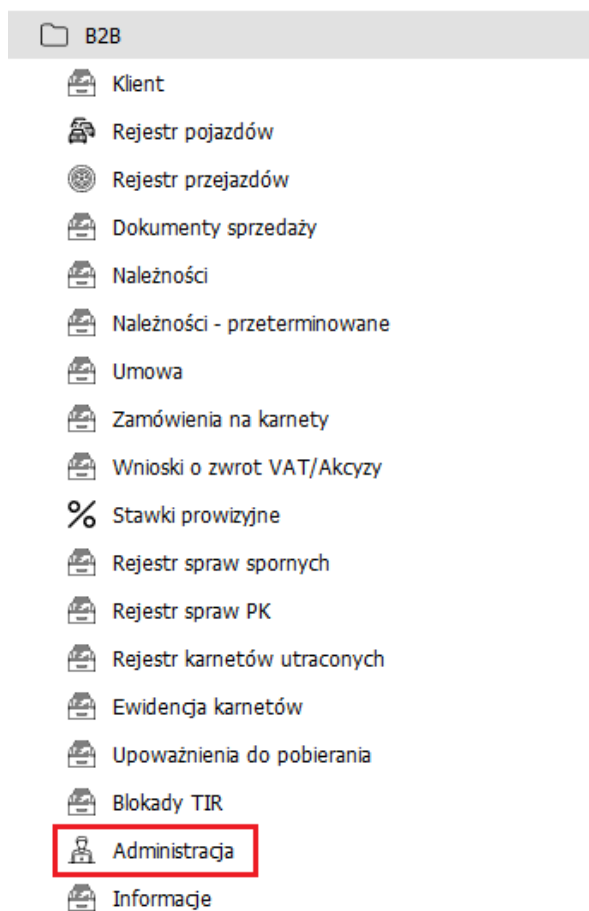 B2B
Klient
Rejestr pojazdów
Rejestr przejazdów
Dokumenty sprzedaży
Należności
Należności - przeterminowane
Umowa
Zamówienia na karnety
Wnioski o zwrot VAT/Akcyzy
Stawki prowizyjne
Rejestr spraw spornych
Rejestr spraw PK
Rejestr karnetów utraconych
Ewidencja karnetów
Upoważnienia do pobierania
Blokady TIR
Administracja
Informacje